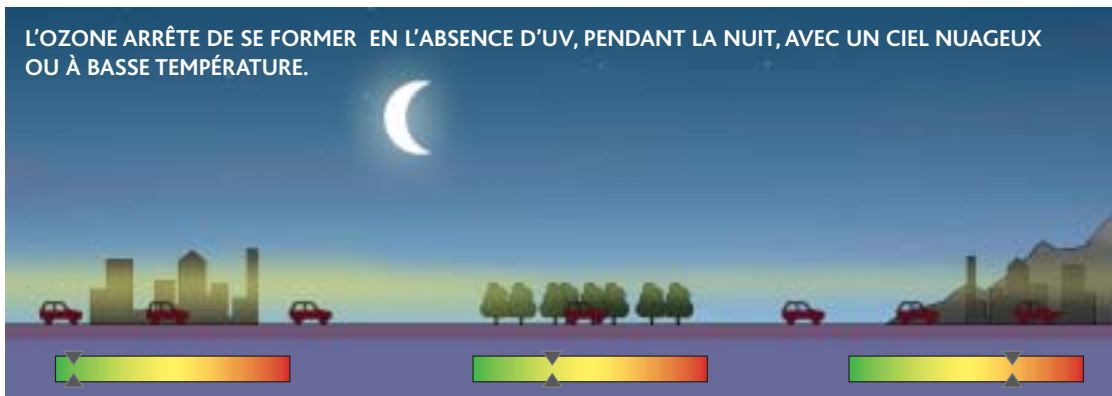 L'OZONE ARRÊTE DE SE FORMER EN L'ABSENCE D'UV, PENDANT LA NUIT, AVEC UN CIEL NUAGEUX
OU À BASSE TEMPÉRATURE.